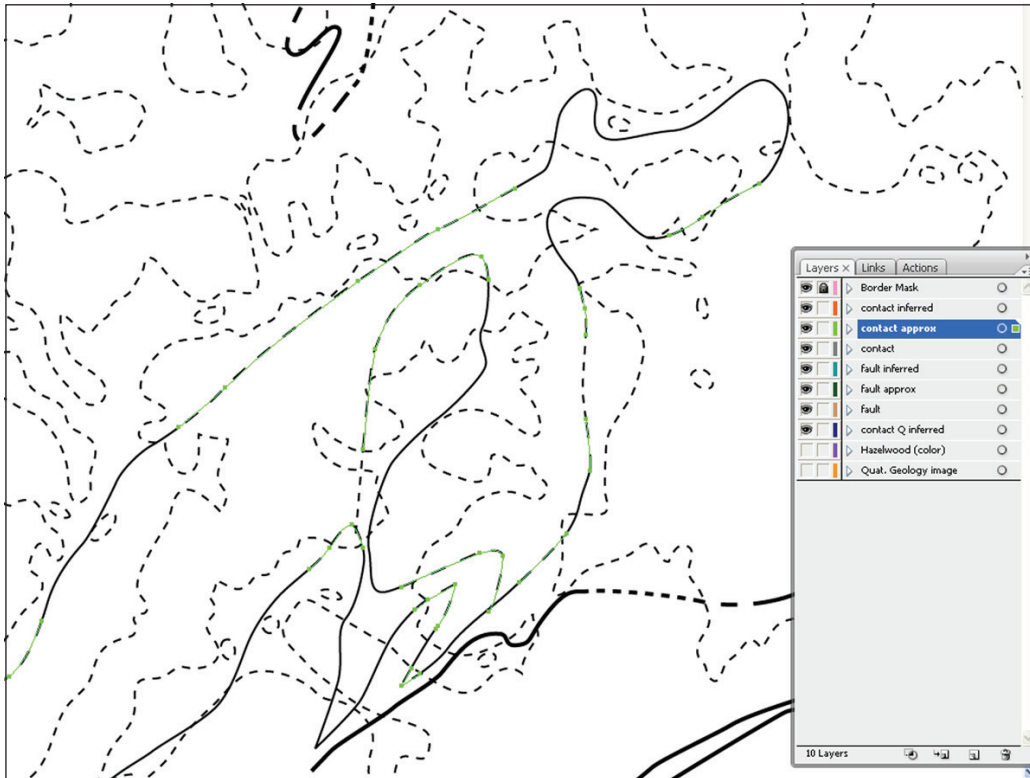 Layers × Links Actions
Border Mask
contact inferred
contact approx
contact
fault inferred
fault approx
fault
contact Q inferred
Hazelwood (color)
Quat. Geology image
10 Layers